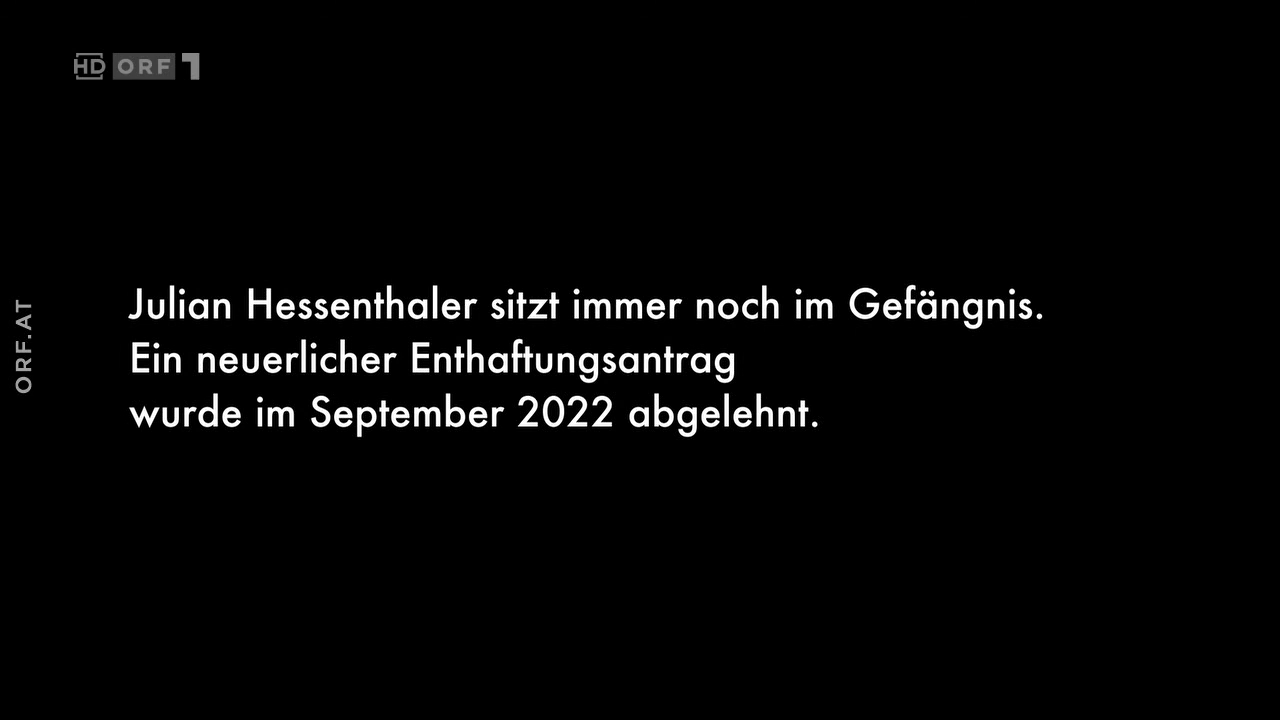 HD ORF 1
ORF.AT
Julian Hessenthaler sitzt immer noch im Gefängnis.
Ein neuerlicher Enthaftungsantrag
wurde im September 2022 abgelehnt.